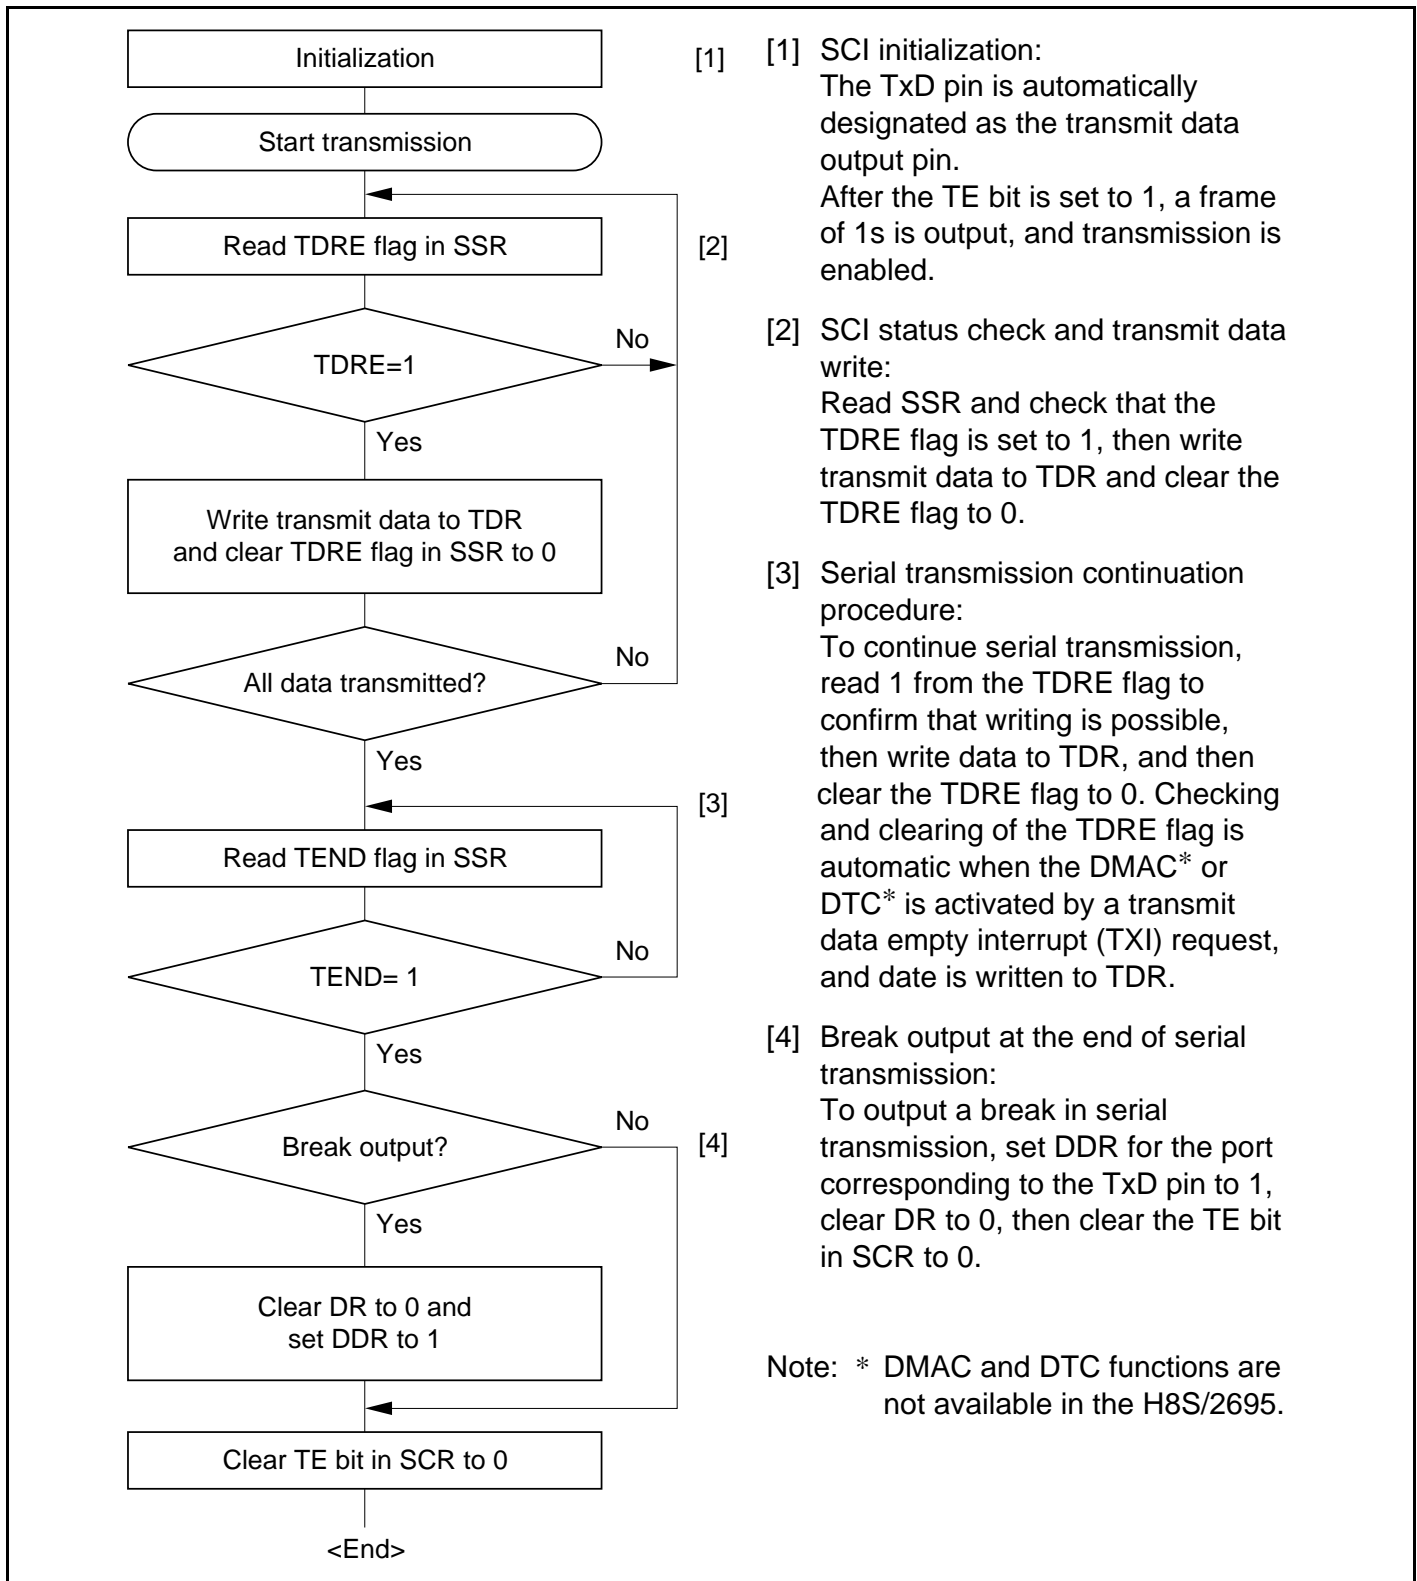 Initialization
[1]
Start transmission
Read TDRE flag in SSR
[2]
TDRE=1
No
Yes
Write transmit data to TDR
and clear TDRE flag in SSR to 0
All data transmitted?
No
Yes
[3]
Read TEND flag in SSR
TEND= 1
No
Yes
Break output?
No
[4]
Yes
Clear DR to 0 and
set DDR to 1
Clear TE bit in SCR to 0
<End>
[1] SCI initialization:
The TxD pin is automatically
designated as the transmit data
output pin.
After the TE bit is set to 1, a frame
of 1s is output, and transmission is
enabled.
[2] SCI status check and transmit data
write:
Read SSR and check that the
TDRE flag is set to 1, then write
transmit data to TDR and clear the
TDRE flag to 0.
[3] Serial transmission continuation
procedure:
To continue serial transmission,
read 1 from the TDRE flag to
confirm that writing is possible,
then write data to TDR, and then
clear the TDRE flag to 0. Checking
and clearing of the TDRE flag is
automatic when the DMAC* or
DTC* is activated by a transmit
data empty interrupt (TXI) request,
and date is written to TDR.
[4] Break output at the end of serial
transmission:
To output a break in serial
transmission, set DDR for the port
corresponding to the TxD pin to 1,
clear DR to 0, then clear the TE bit
in SCR to 0.
Note: * DMAC and DTC functions are
not available in the H8S/2695.